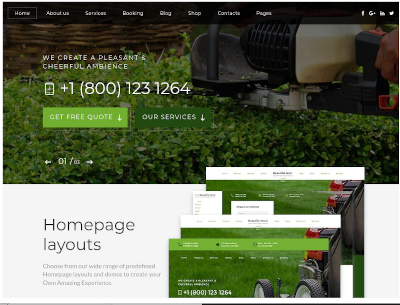 Home About us Services Booking Blog Shop Contacts Pages
WE CREATE A PLEASANT &
CHEERFUL AMBIENCE
+1 (800) 123 1264
GET FREE QUOTE OUR SERVICES
01 / 03
Homepage
layouts
Choose from our wide range of predefined
Homepage layouts and demos to create your
Own Amazing Experience.
WE CREATE A PLEASANT &
CHEERFUL AMBIENCE
+1 (800) 123 1264